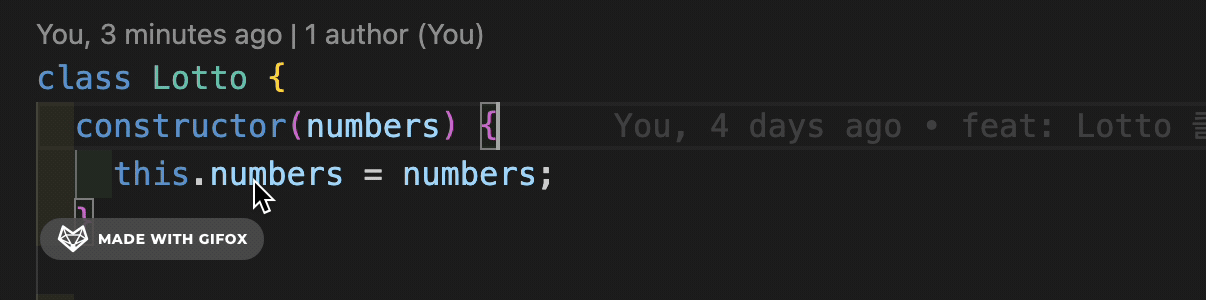 You, 3 minutes ago | 1 author (You)
class Lotto {
constructor(numbers) { You, 4 days ago • feat: Lotto
this.numbers = numbers;
}
MADE WITH GIFOX